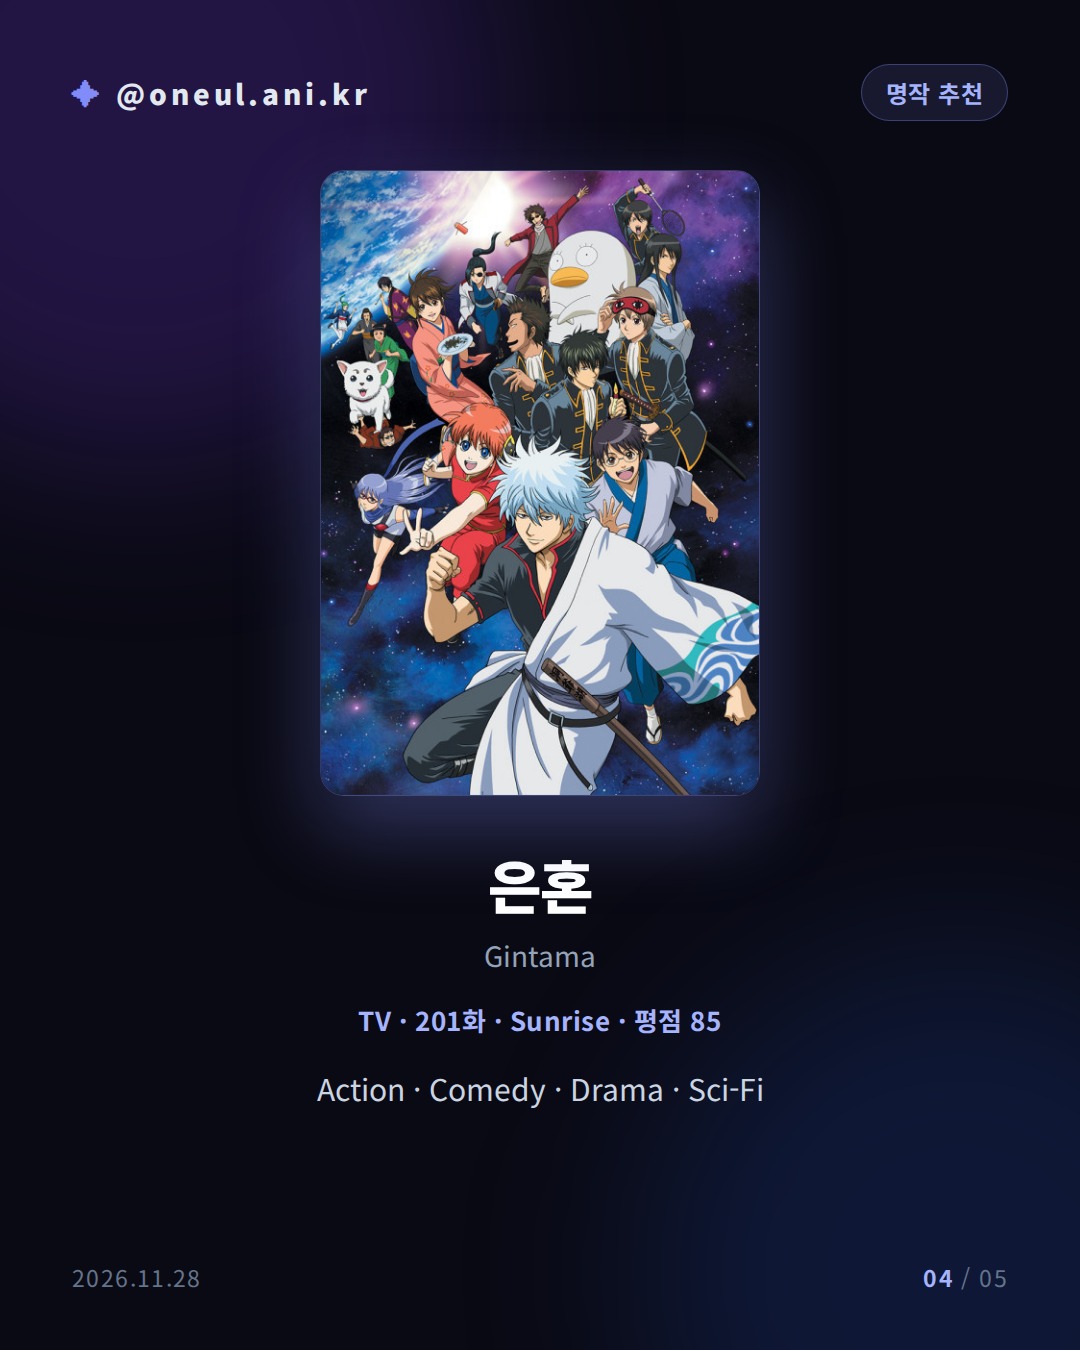 @oneul.ani.kr
명작 추천
은혼
Gintama
TV · 201화 · Sunrise · 평점 85
Action · Comedy · Drama · Sci-Fi
2026.11.28
04 / 05